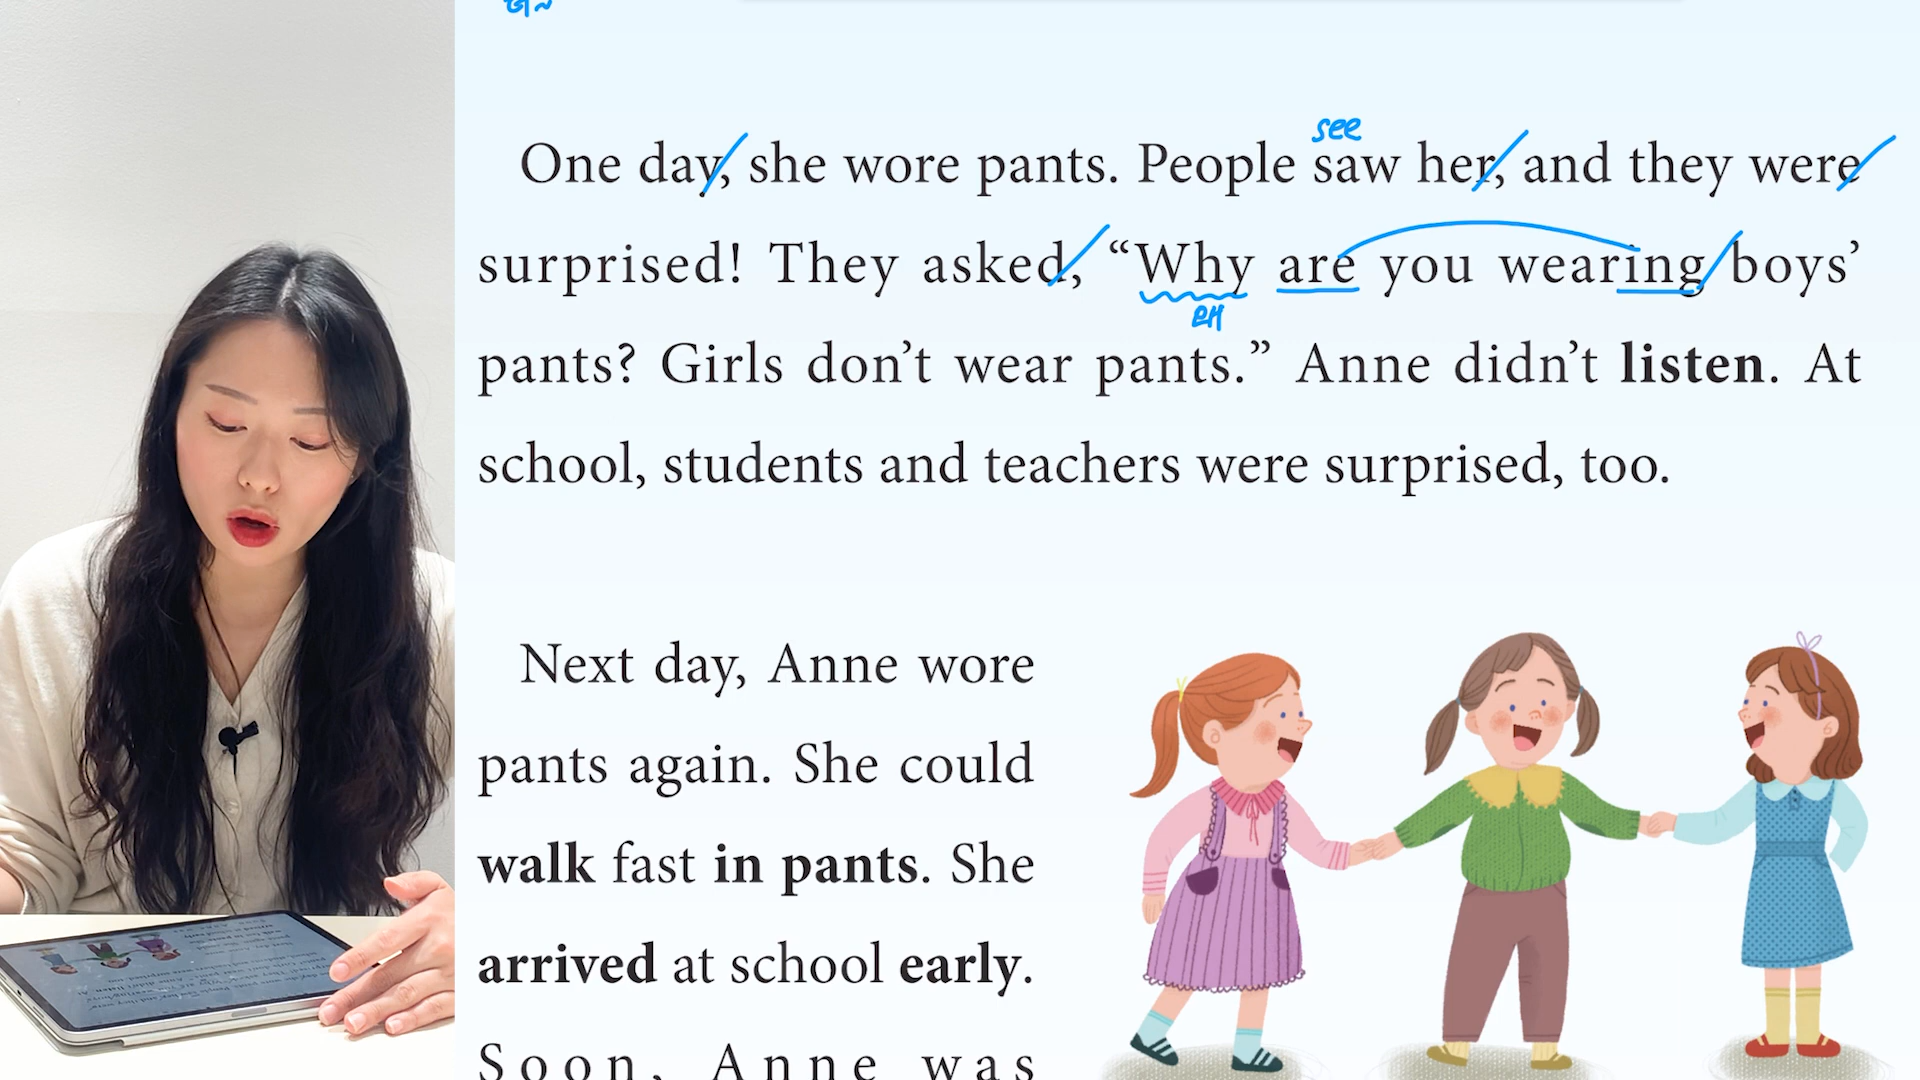 see
One day, she wore pants. People saw her, and they were
surprised! They asked, “Why are you wearing boys’
왜
pants? Girls don’t wear pants.” Anne didn’t listen. At
school, students and teachers were surprised, too.
Next day, Anne wore
pants again. She could
walk fast in pants. She
arrived at school early.
Soon, Anne was